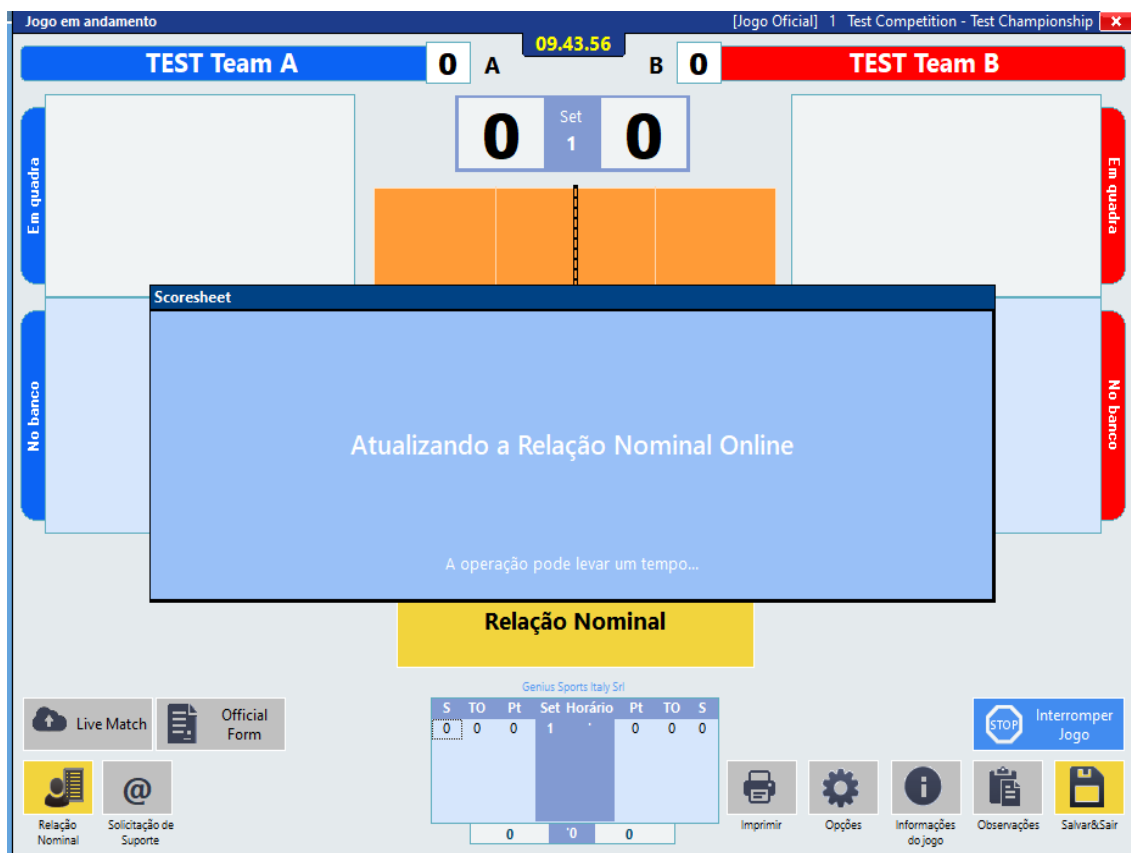 Jogo em andamento
[Jogo Oficial] 1 Test Competition - Test Championship
09.43.56
TEST Team A
0 A
B 0
TEST Team B
0
Set
1
0
Em quadra
Em quadra
No banco
No banco
Scoresheet
Atualizando a Relação Nominal Online
A operação pode levar um tempo...
Relação Nominal
Genius Sports Italy Srl
S TO Pt Set Horário Pt TO S
0 0 0 1 ' 0 0 0
0 '0 0
Live Match
Official
Form
STOP
Interromper
Jogo
@
Relação
Nominal
Solicitação de
Suporte
Imprimir
Opções
Informações
do jogo
Observações
Salvar&Sair